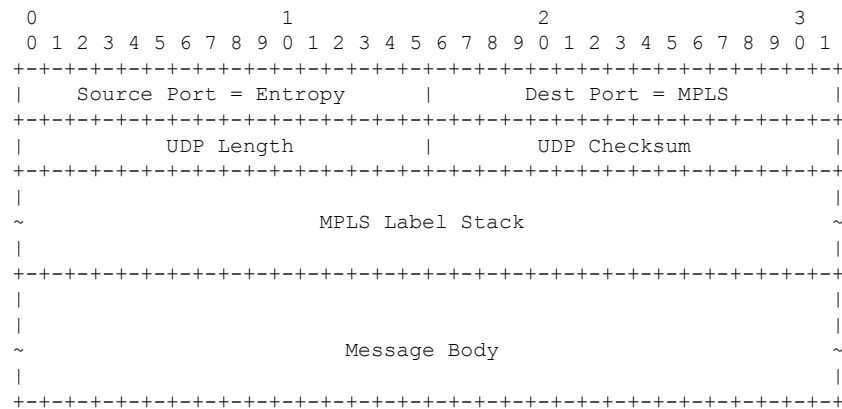 0                   1                   2                   3
 0 1 2 3 4 5 6 7 8 9 0 1 2 3 4 5 6 7 8 9 0 1 2 3 4 5 6 7 8 9 0 1
+-+-+-+-+-+-+-+-+-+-+-+-+-+-+-+-+-+-+-+-+-+-+-+-+-+-+-+-+-+-+-+-+
|    Source Port = Entropy      |       Dest Port = MPLS        |
+-+-+-+-+-+-+-+-+-+-+-+-+-+-+-+-+-+-+-+-+-+-+-+-+-+-+-+-+-+-+-+-+
|           UDP Length          |        UDP Checksum           |
+-+-+-+-+-+-+-+-+-+-+-+-+-+-+-+-+-+-+-+-+-+-+-+-+-+-+-+-+-+-+-+-+
|                                                               |
~                       MPLS Label Stack                        ~
|                                                               |
+-+-+-+-+-+-+-+-+-+-+-+-+-+-+-+-+-+-+-+-+-+-+-+-+-+-+-+-+-+-+-+-+
|                                                               |
|                                                               |
~                         Message Body                          ~
|                                                               |
+-+-+-+-+-+-+-+-+-+-+-+-+-+-+-+-+-+-+-+-+-+-+-+-+-+-+-+-+-+-+-+-+